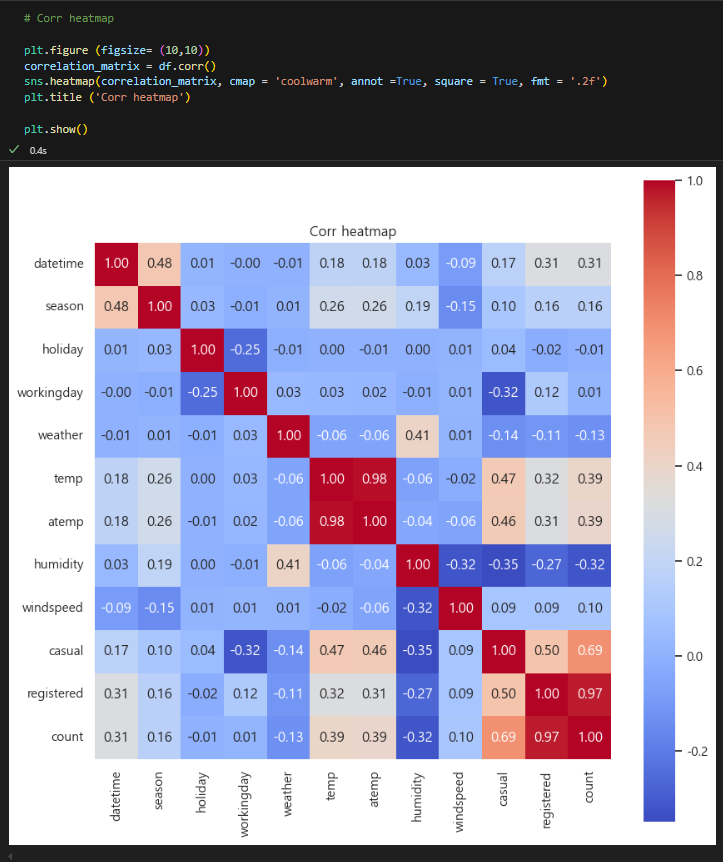 # Corr heatmap
plt.figure (figsize= (10,10))
correlation_matrix = df.corr()
sns.heatmap(correlation_matrix, cmap = 'coolwarm', annot =True, square = True, fmt = '.2f')
plt.title ('Corr heatmap')
plt.show()
0.4s
Corr heatmap
datetime 1.00 0.48 0.01 -0.00 -0.01 0.18 0.18 0.03 -0.09 0.17 0.31 0.31
season 0.48 1.00 0.03 -0.01 0.01 0.26 0.26 0.19 -0.15 0.10 0.16 0.16
holiday 0.01 0.03 1.00 -0.25 -0.01 0.00 -0.01 0.00 0.01 0.04 -0.02 -0.01
workingday -0.00 -0.01 -0.25 1.00 0.03 0.03 0.02 -0.01 0.01 -0.32 0.12 0.01
weather -0.01 0.01 -0.01 0.03 1.00 -0.06 -0.06 0.41 0.01 -0.14 -0.11 -0.13
temp 0.18 0.26 0.00 0.03 -0.06 1.00 0.98 -0.06 -0.02 0.47 0.32 0.39
atemp 0.18 0.26 -0.01 0.02 -0.06 0.98 1.00 -0.04 -0.06 0.46 0.31 0.39
humidity 0.03 0.19 0.00 -0.01 0.41 -0.06 -0.04 1.00 -0.32 -0.35 -0.27 -0.32
windspeed -0.09 -0.15 0.01 0.01 0.01 -0.02 -0.06 -0.32 1.00 0.09 0.09 0.10
casual 0.17 0.10 0.04 -0.32 -0.14 0.47 0.46 -0.35 0.09 1.00 0.50 0.69
registered 0.31 0.16 -0.02 0.12 -0.11 0.32 0.31 -0.27 0.09 0.50 1.00 0.97
count 0.31 0.16 -0.01 0.01 -0.13 0.39 0.39 -0.32 0.10 0.69 0.97 1.00
datetime season holiday workingday weather temp atemp humidity windspeed casual registered count
1.0
0.8
0.6
0.4
0.2
0.0
-0.2